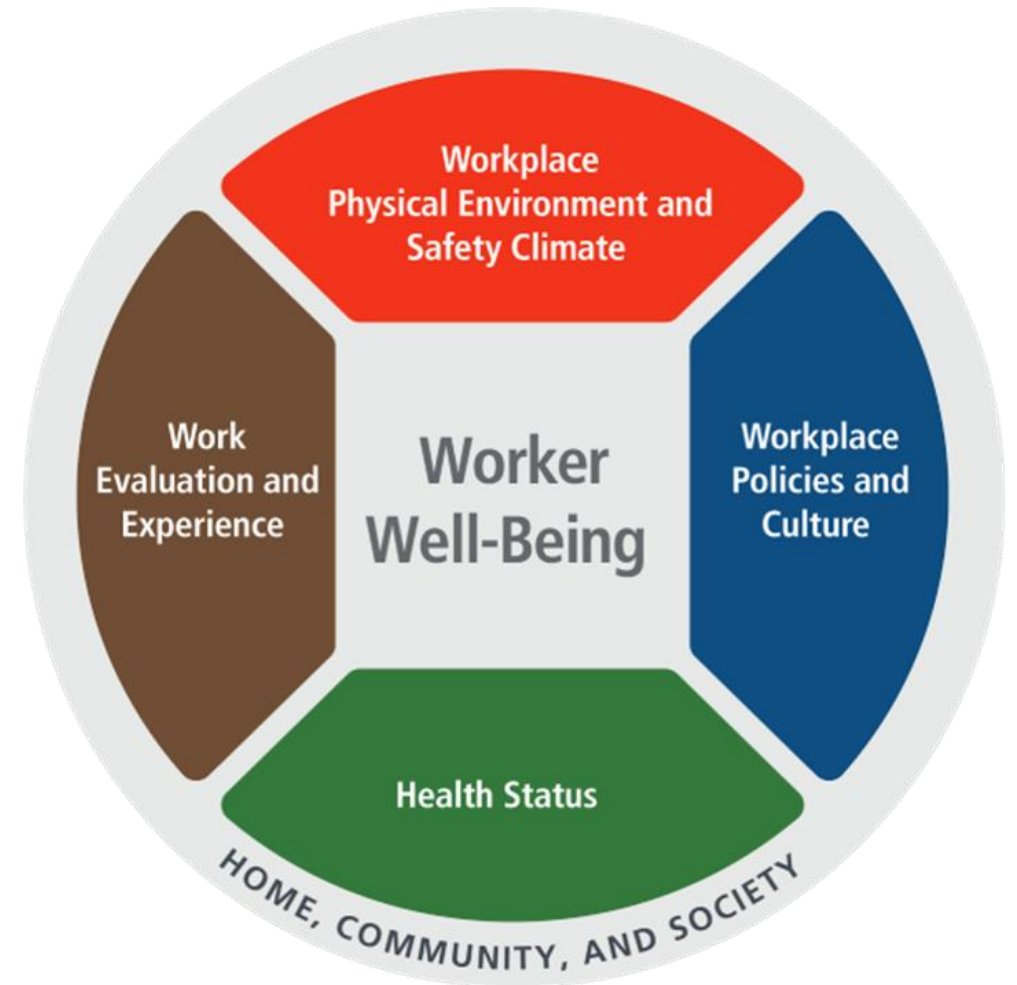 Workplace
Physical Environment and
Safety Climate
Work
Evaluation and
Experience
Worker
Well-Being
Workplace
Policies and
Culture
Health Status
HOME, COMMUNITY, AND SOCIETY